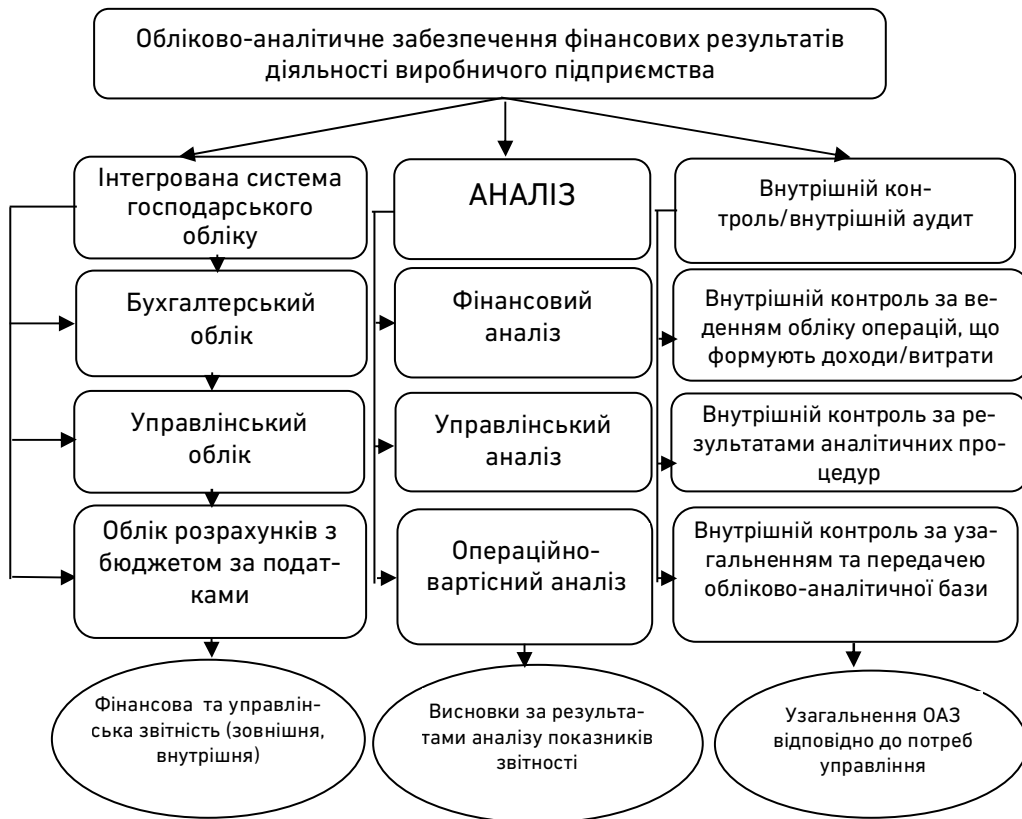 Обліково-аналітичне забезпечення фінансових результатів
діяльності виробничого підприємства
Інтегрована система
господарського
обліку
Бухгалтерський
облік
Управлінський
облік
Облік розрахунків з
бюджетом за подат-
ками
Фінансова та управлін-
ська звітність (зовнішня,
внутрішня)
АНАЛІЗ
Фінансовий
аналіз
Управлінський
аналіз
Операційно-
вартісний аналіз
Висновки за результа-
тами аналізу показників
звітності
Внутрішній кон-
троль/внутрішній аудит
Внутрішній контроль за ве-
денням обліку операцій, що
формують доходи/витрати
Внутрішній контроль за ре-
зультатами аналітичних про-
цедур
Внутрішній контроль за уза-
гальненням та передачею
обліково-аналітичної бази
Узагальнення ОАЗ
відповідно до потреб
управління